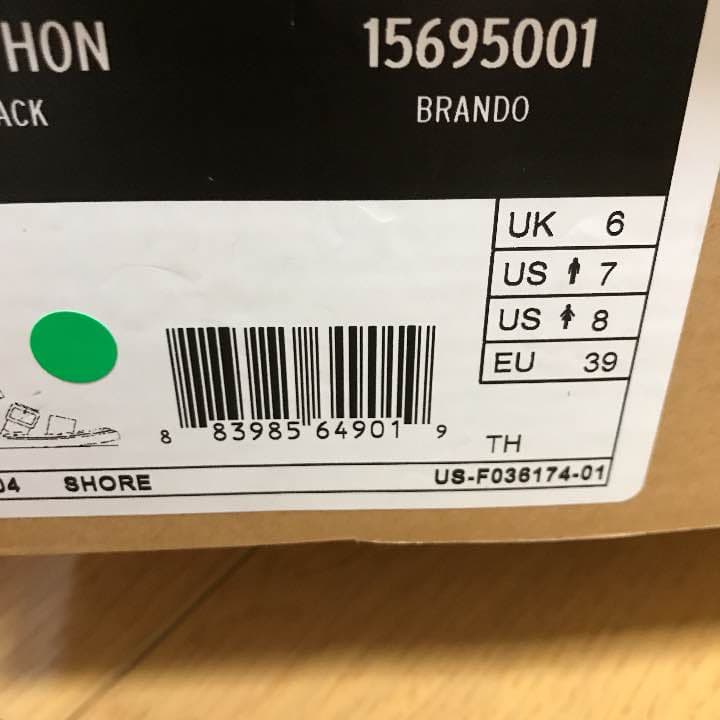 HON 15695001
ACK BRANDO
UK 6
US 7
US 8
EU 39
8 83985 64901 9
TH
04 SHORE US-F036174-01